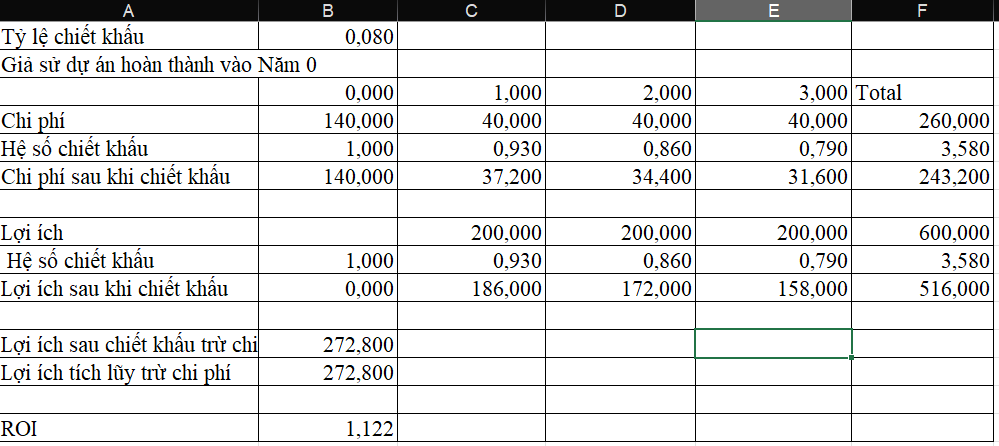 A B C D E F
Tỷ lệ chiết khấu 0,080
Giả sử dự án hoàn thành vào Năm 0
0,000 1,000 2,000 3,000 Total
Chi phí 140,000 40,000 40,000 40,000 260,000
Hệ số chiết khấu 1,000 0,930 0,860 0,790 3,580
Chi phí sau khi chiết khấu 140,000 37,200 34,400 31,600 243,200
Lợi ích 200,000 200,000 200,000 600,000
Hệ số chiết khấu 1,000 0,930 0,860 0,790 3,580
Lợi ích sau khi chiết khấu 0,000 186,000 172,000 158,000 516,000
Lợi ích sau chiết khấu trừ chi 272,800
Lợi ích tích lũy trừ chi phí 272,800
ROI 1,122